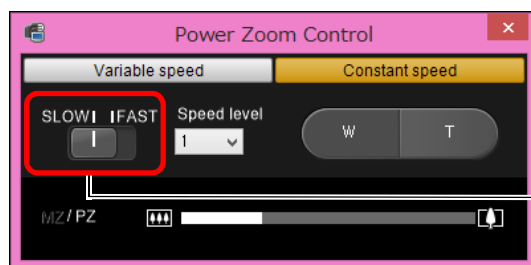 Power Zoom Control
Variable speed Constant speed
SLOW FAST Speed level
1
W T
MZ/PZ